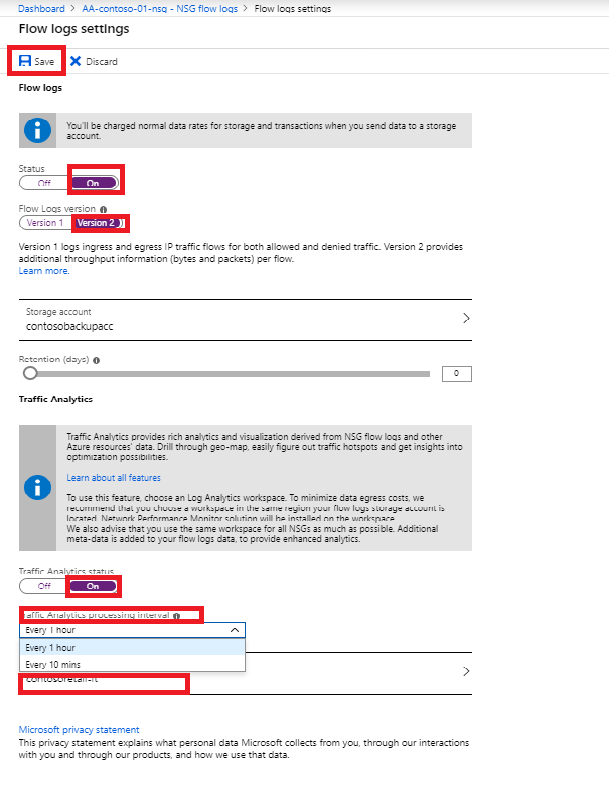 Dashboard > AA-contoso-01-nsg - NSG flow logs > Flow logs settings
Flow logs settings
Save Discard
Flow logs
You'll be charged normal data rates for storage and transactions when you send data to a storage
account.
Status
Off On
Flow Logs version
Version 1 Version 2
Version 1 logs ingress and egress IP traffic flows for both allowed and denied traffic. Version 2 provides
additional throughput information (bytes and packets) per flow.
Learn more.
Storage account
contosobackupacc
Retention (days)
0
Traffic Analytics
Traffic Analytics provides rich analytics and visualization derived from NSG flow logs and other
Azure resources' data. Drill through geo-map, easily figure out traffic hotspots and get insights into
optimization possibilities.
Learn about all features
To use this feature, choose an Log Analytics workspace. To minimize data egress costs, we
recommend that you choose a workspace in the same region your flow logs storage account is
located. Network Performance Monitor solution will be installed on the workspace.
We also advise that you use the same workspace for all NSGs as much as possible. Additional
meta-data is added to your flow logs data, to provide enhanced analytics.
Traffic Analytics status
Off On
Traffic Analytics processing interval
Every 1 hour
Every 1 hour
Every 10 mins
Microsoft privacy statement
This privacy statement explains what personal data Microsoft collects from you, through our interactions
with you and through our products, and how we use that data.